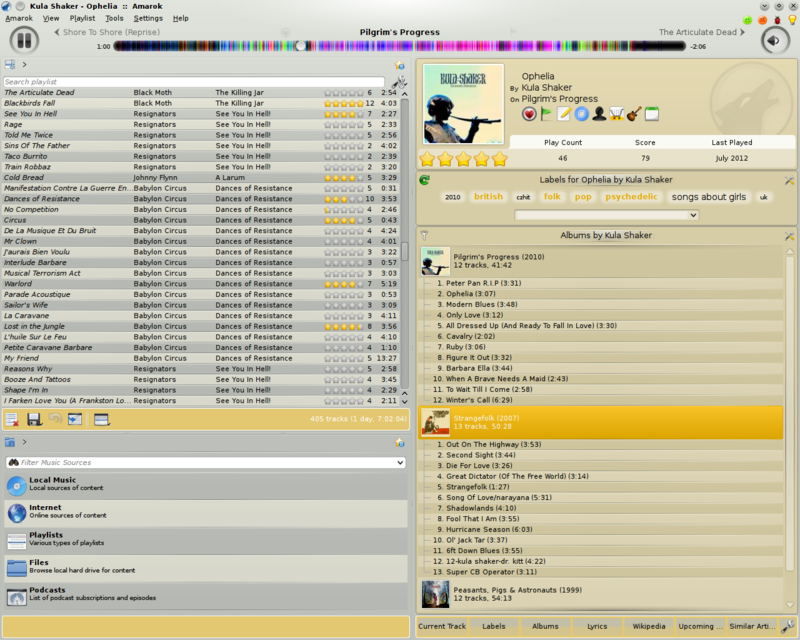 Kula Shaker - Ophelia :: Amarok
Amarok View Playlist Tools Settings Help
Shore To Shore (Reprise)
Pilgrim's Progress
The Articulate Dead
1:00
-2:06
Search playlist
The Articulate Dead Black Moth The Killing Jar 6 2:54
Blackbirds Fall Black Moth The Killing Jar 12 4:03
See You In Hell Resignators See You In Hell! 7 2:27
Rage Resignators See You In Hell! 5 2:33
Told Me Twice Resignators See You In Hell! 5 2:56
Sins Of The Father Resignators See You In Hell! 4 4:02
Taco Burrito Resignators See You In Hell! 2 2:39
Train Robbaz Resignators See You In Hell! 2 3:20
Cold Bread Johnny Flynn A Larum 5 3:29
Manifestation Contre La Guerre En... Babylon Circus Dances of Resistance 5 0:31
Dances of Resistance Babylon Circus Dances of Resistance 10 3:53
No Competition Babylon Circus Dances of Resistance 4 2:46
Circus Babylon Circus Dances of Resistance 5 0:43
De La Musique Et Du Bruit Babylon Circus Dances of Resistance 4 4:24
Mr Clown Babylon Circus Dances of Resistance 4 4:01
J'aurais Bien Voulu Babylon Circus Dances of Resistance 3 3:22
Interlude Barbare Babylon Circus Dances of Resistance 3 0:57
Musical Terrorism Act Babylon Circus Dances of Resistance 3 3:03
Warlord Babylon Circus Dances of Resistance 7 5:19
Parade Acoustique Babylon Circus Dances of Resistance 3 0:53
Sailor's Wife Babylon Circus Dances of Resistance 3 3:09
La Caravane Babylon Circus Dances of Resistance 3 4:11
Lost in the Jungle Babylon Circus Dances of Resistance 8 3:56
L'huile Sur Le Feu Babylon Circus Dances of Resistance 4 4:10
Petite Caravane Barbare Babylon Circus Dances of Resistance 4 1:10
My Friend Babylon Circus Dances of Resistance 5 13:27
Reasons Why Resignators See You In Hell! 5 2:58
Booze And Tattoos Resignators See You In Hell! 4 3:45
Shape I'm In Resignators See You In Hell! 4 2:29
I Farken Love You (A Frankston Lo... Resignators See You In Hell! 4 2:11
405 tracks (1 day, 7:02:04)
Filter Music Sources
Local Music
Local sources of content
Internet
Online sources of content
Playlists
Various types of playlists
Files
Browse local hard drive for content
Podcasts
List of podcast subscriptions and episodes
KULA SHAKER
Ophelia
By Kula Shaker
On Pilgrim's Progress
Play Count Score Last Played
46 79 July 2012
Labels for Ophelia by Kula Shaker
2010 british czhit folk pop psychedelic songs about girls uk
Albums by Kula Shaker
Pilgrim's Progress (2010)
12 tracks, 41:42
1. Peter Pan R.I.P (3:31)
2. Ophelia (3:07)
3. Modern Blues (3:48)
4. Only Love (3:12)
5. All Dressed Up (And Ready To Fall In Love) (3:30)
6. Cavalry (2:02)
7. Ruby (3:06)
8. Figure It Out (3:32)
9. Barbara Ella (3:44)
10. When A Brave Needs A Maid (2:43)
11. To Wait Till I Come (2:58)
12. Winter's Call (6:29)
Strangefolk (2007)
13 tracks, 50:28
1. Out On The Highway (3:53)
2. Second Sight (3:44)
3. Die For Love (3:26)
4. Great Dictator (Of The Free World) (3:14)
5. Strangefolk (1:27)
6. Song Of Love/narayana (5:31)
7. Shadowlands (4:10)
8. Fool That I Am (3:55)
9. Hurricane Season (6:03)
10. Ol' Jack Tar (3:37)
11. 6ft Down Blues (3:55)
12. 12-kula shaker-dr. kitt (4:22)
13. Super CB Operator (3:11)
Peasants, Pigs & Astronauts (1999)
12 tracks, 54:13
Current Track Labels Albums Lyrics Wikipedia Upcoming ... Similar Arti...